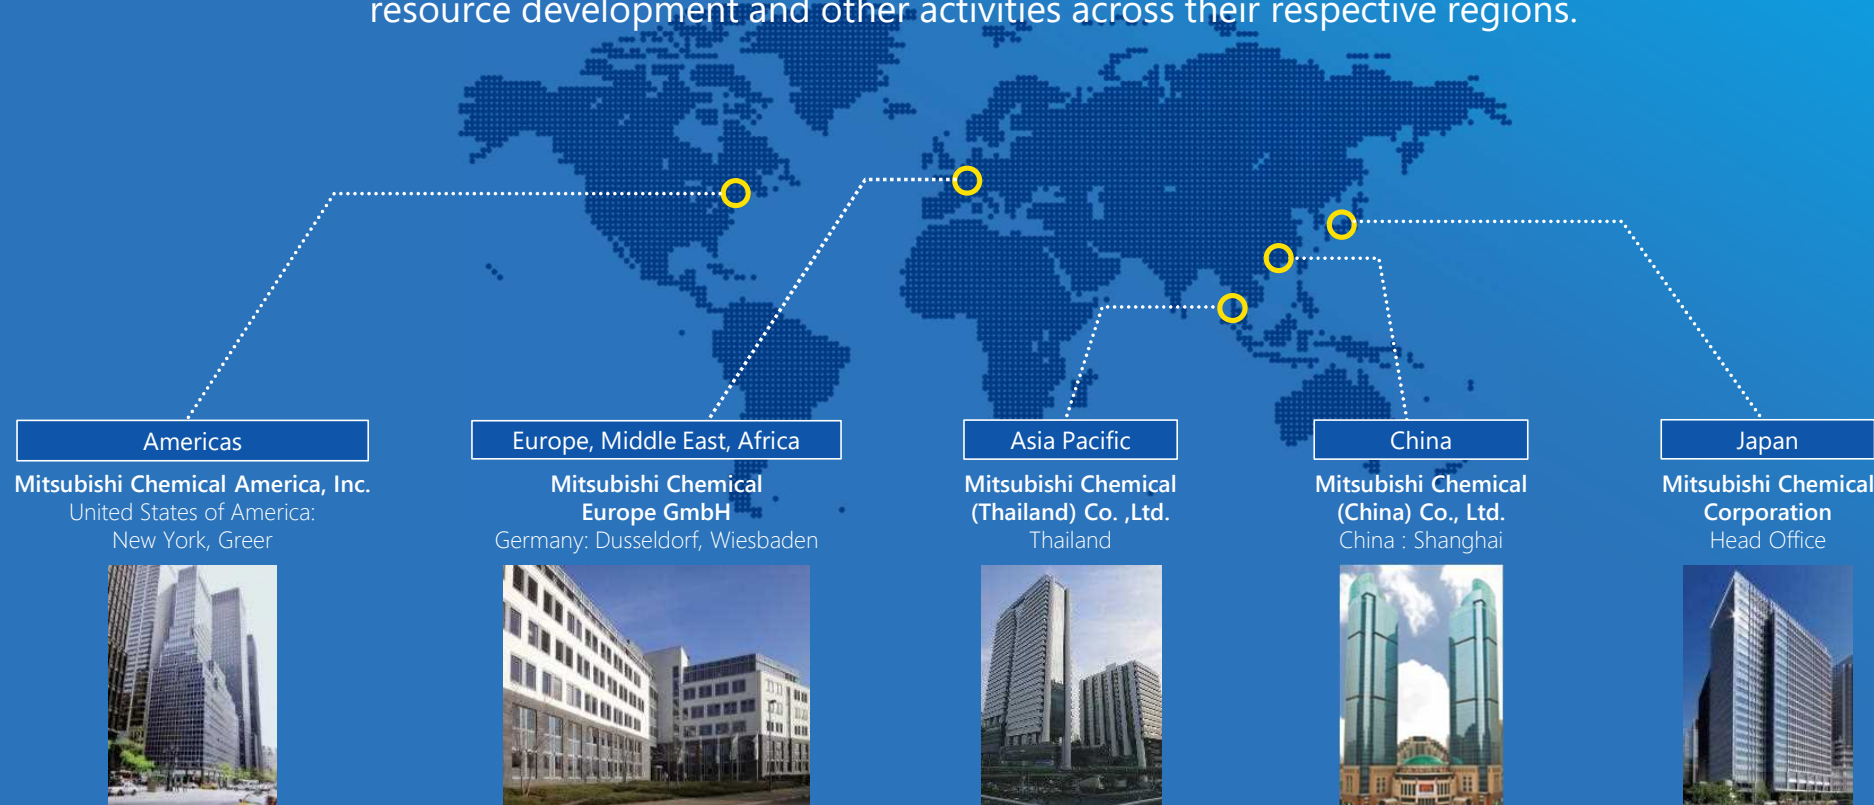 resource development and other activities across their respective regions.
Americas
Mitsubishi Chemical America, Inc.
United States of America:
New York, Greer
Europe, Middle East, Africa
Mitsubishi Chemical
Europe GmbH
Germany: Dusseldorf, Wiesbaden
Asia Pacific
Mitsubishi Chemical
(Thailand) Co. ,Ltd.
Thailand
China
Mitsubishi Chemical
(China) Co., Ltd.
China : Shanghai
Japan
Mitsubishi Chemical
Corporation
Head Office